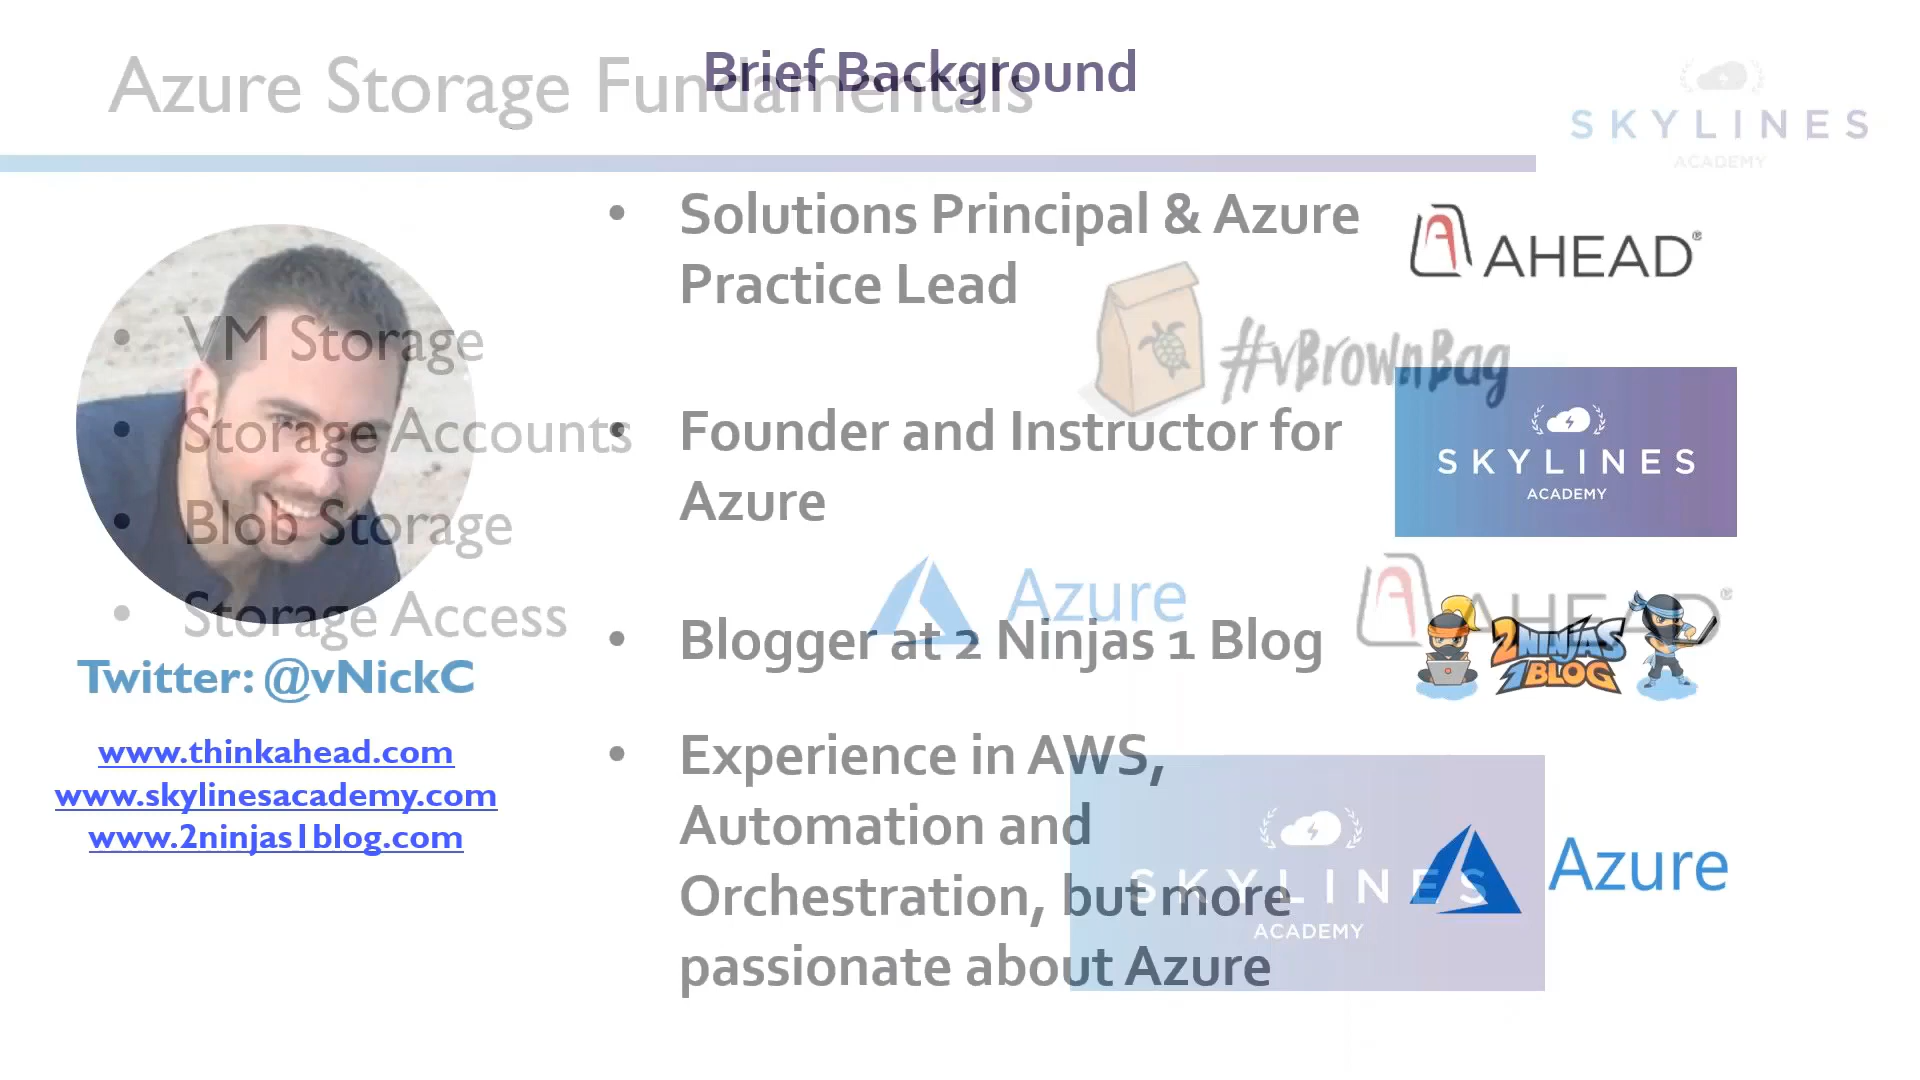 Azure Storage Fundamentals
Brief Background
SKYLINES
ACADEMY
• VM Storage
• Storage Accounts
• Blob Storage
• Storage Access
Twitter: @vNickC
www.thinkahead.com
www.skylinesacademy.com
www.2ninjas1blog.com
• Solutions Principal & Azure
Practice Lead
• Founder and Instructor for
Azure
• Blogger at 2 Ninjas 1 Blog
• Experience in AWS,
Automation and
Orchestration, but more
passionate about Azure
AHEAD®
#vBrownBag
SKYLINES
ACADEMY
Azure
AHEAD®
2NINJAS
1BLOG
SKYLINES
ACADEMY
Azure